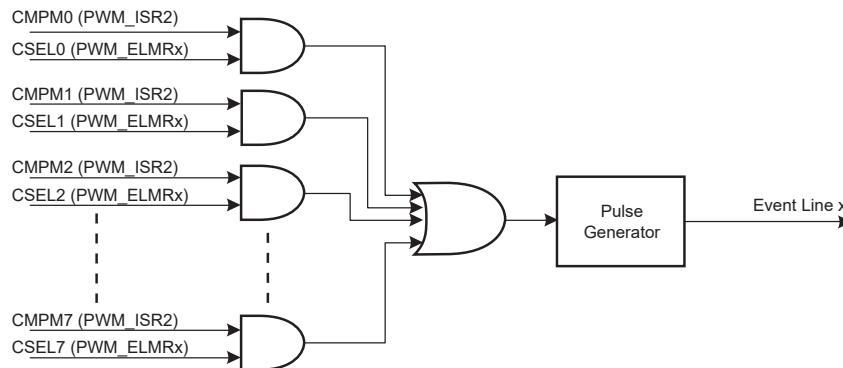 CMPM0 (PWM_ISR2)
CSEL0 (PWM_ELMRx)
CMPM1 (PWM_ISR2)
CSEL1 (PWM_ELMRx)
CMPM2 (PWM_ISR2)
CSEL2 (PWM_ELMRx)
CMPM7 (PWM_ISR2)
CSEL7 (PWM_ELMRx)
Pulse
Generator
Event Line x